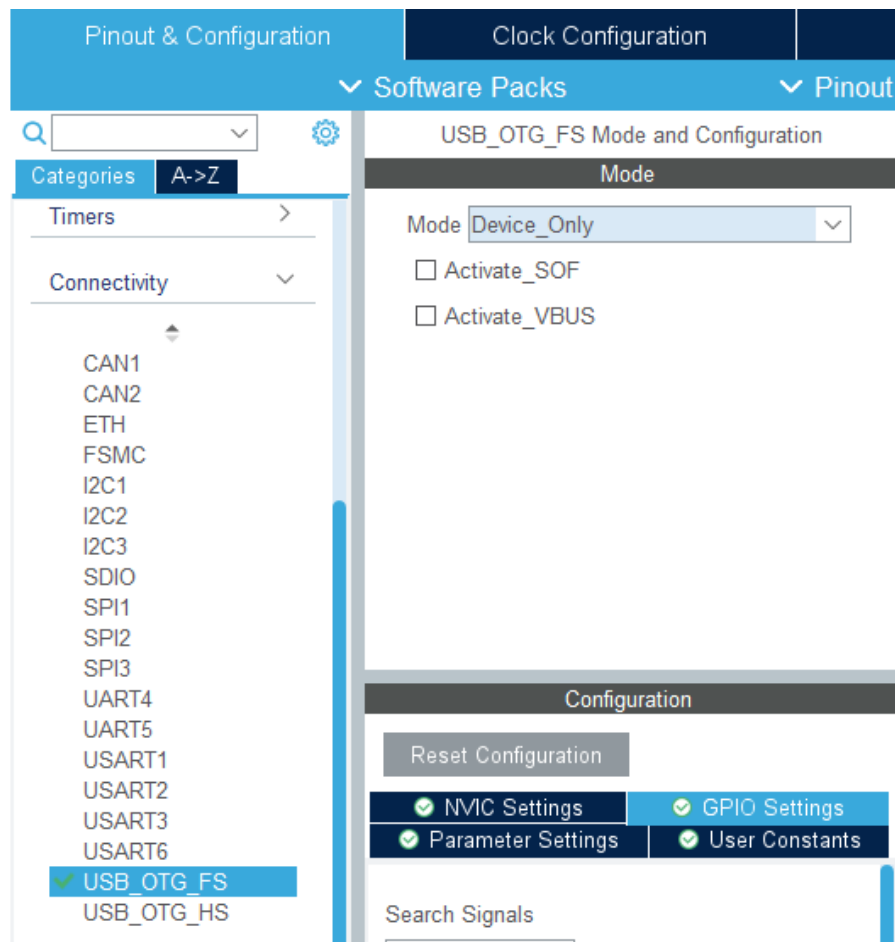 Pinout & Configuration
Clock Configuration
Software Packs
Pinout
Categories
A->Z
Timers
Connectivity
CAN1
CAN2
ETH
FSMC
I2C1
I2C2
I2C3
SDIO
SPI1
SPI2
SPI3
UART4
UART5
USART1
USART2
USART3
USART6
USB_OTG_FS
USB_OTG_HS
USB_OTG_FS Mode and Configuration
Mode
Mode Device_Only
Activate_SOF
Activate_VBUS
Configuration
Reset Configuration
NVIC Settings
GPIO Settings
Parameter Settings
User Constants
Search Signals